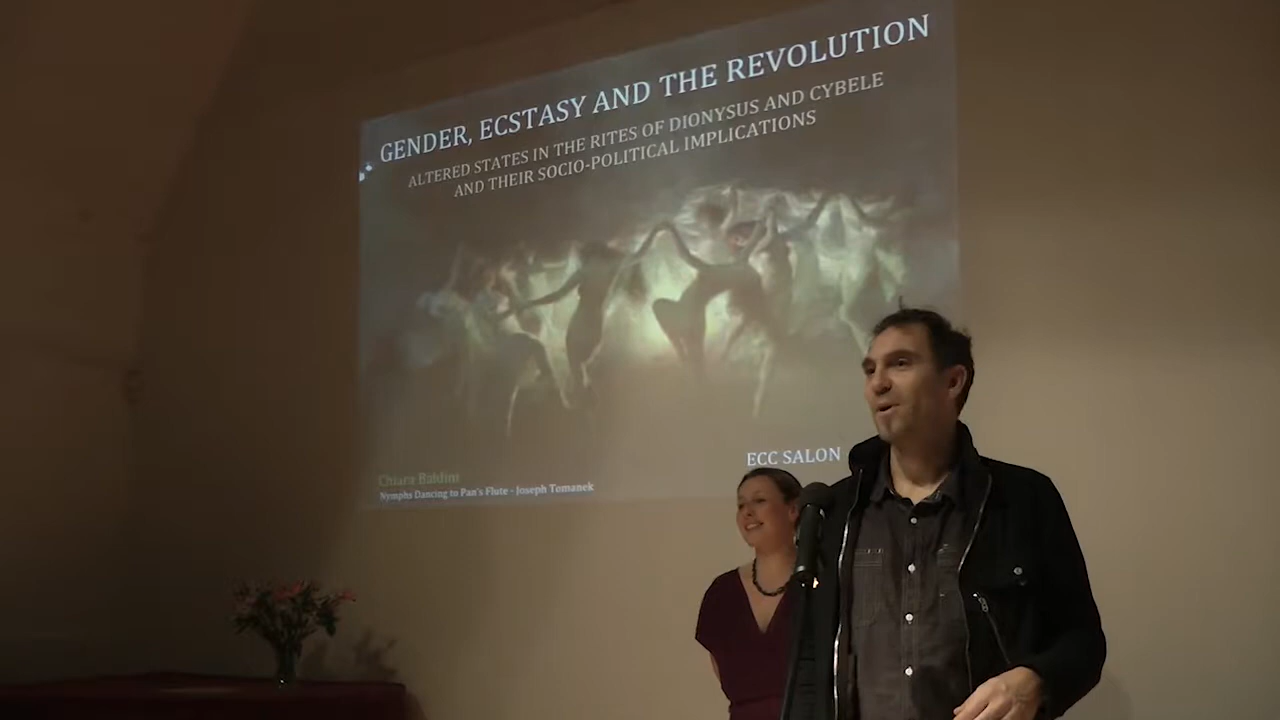 GENDER, ECSTASY AND THE REVOLUTION
ALTERED STATES IN THE RITES OF DIONYSUS AND CYBELE
AND THEIR SOCIO-POLITICAL IMPLICATIONS
ECC SALON
Chiara Baldini
Nymphs Dancing to Pan's Flute - Joseph Tomanek